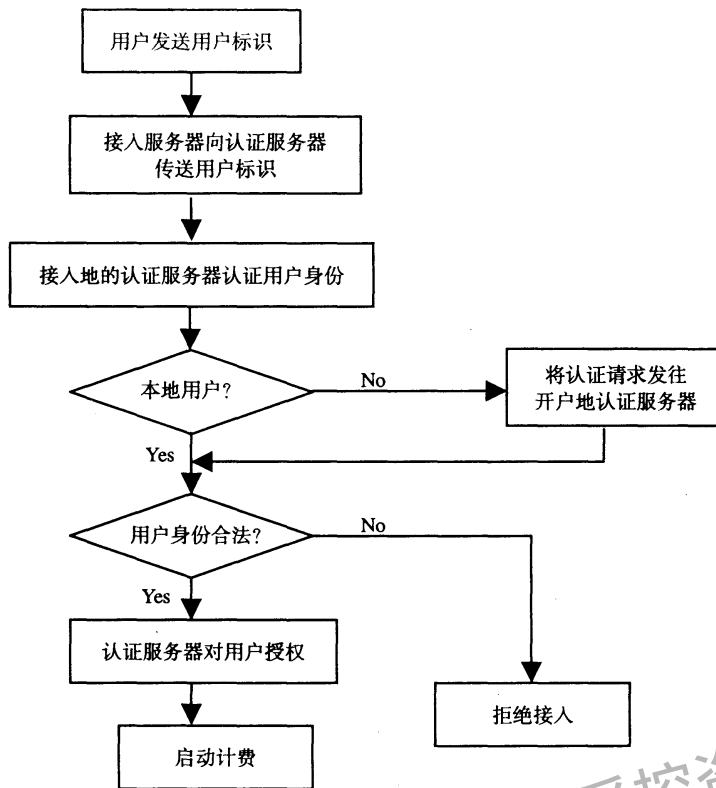 用户发送用户标识
接入服务器向认证服务器
传送用户标识
接入地的认证服务器认证用户身份
本地用户?
No
将认证请求发往
开户地认证服务器
Yes
用户身份合法?
No
Yes
认证服务器对用户授权
拒绝接入
启动计费